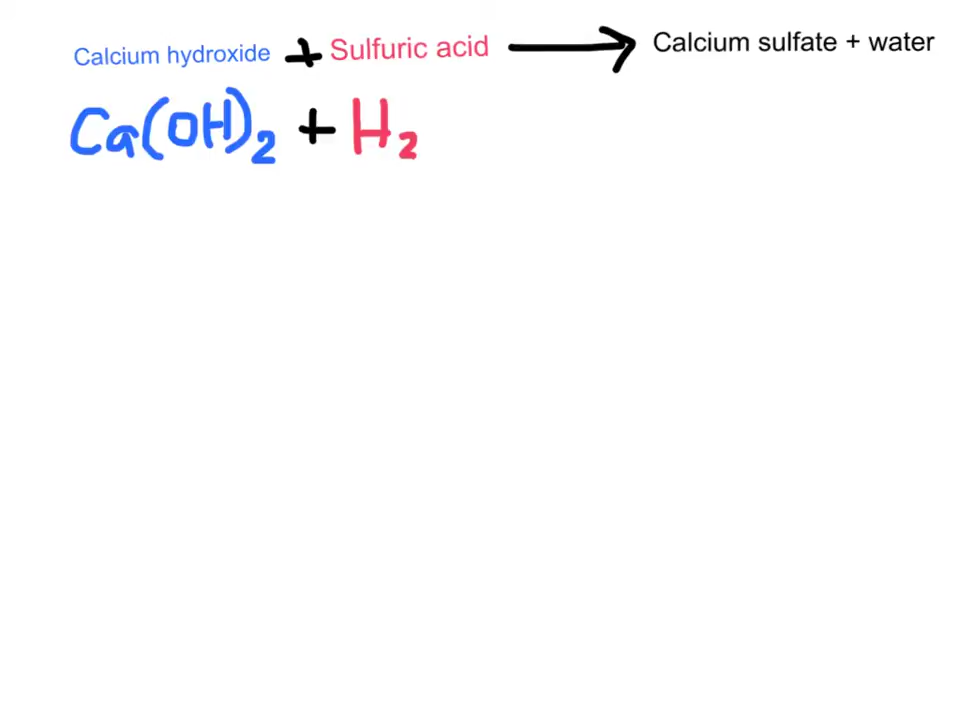 Calcium hydroxide + Sulfuric acid ⟶ Calcium sulfate + water
Ca(OH)₂ + H₂